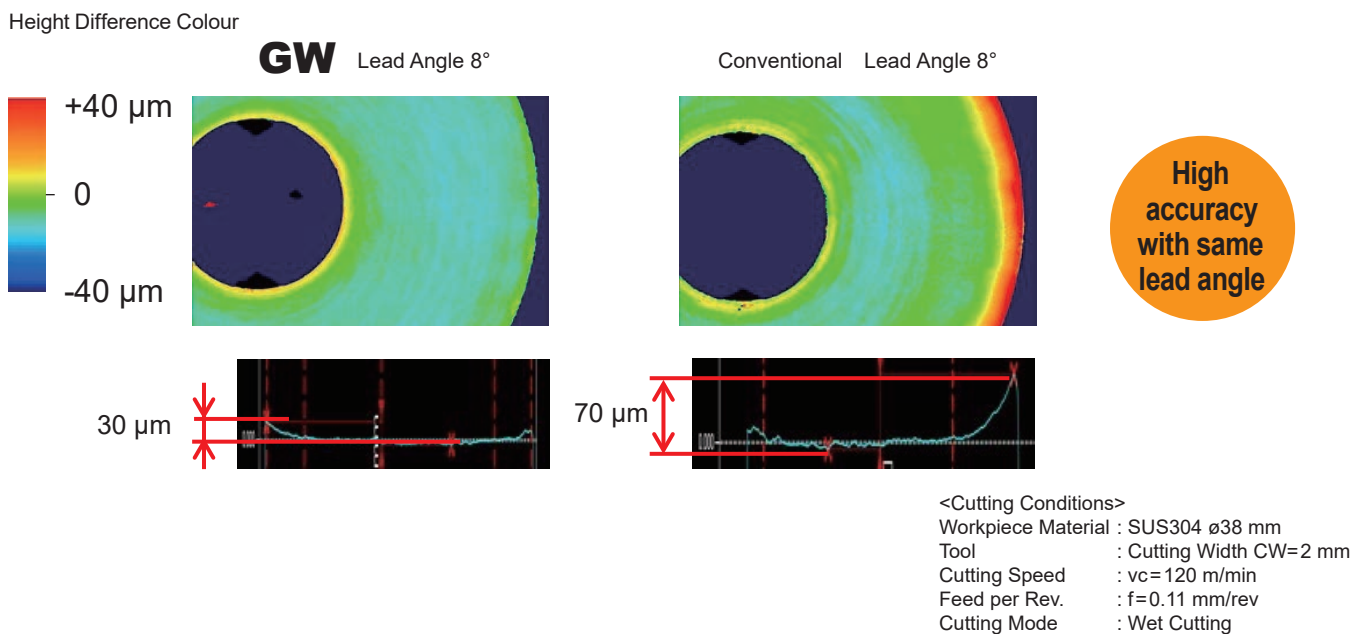 Height Difference Colour
GW Lead Angle 8°
Conventional Lead Angle 8°
+40 µm
0
-40 µm
High
accuracy
with same
lead angle
30 µm
70 µm
0.000
<Cutting Conditions>
Workpiece Material : SUS304 ø38 mm
Tool : Cutting Width CW=2 mm
Cutting Speed : vc=120 m/min
Feed per Rev. : f=0.11 mm/rev
Cutting Mode : Wet Cutting